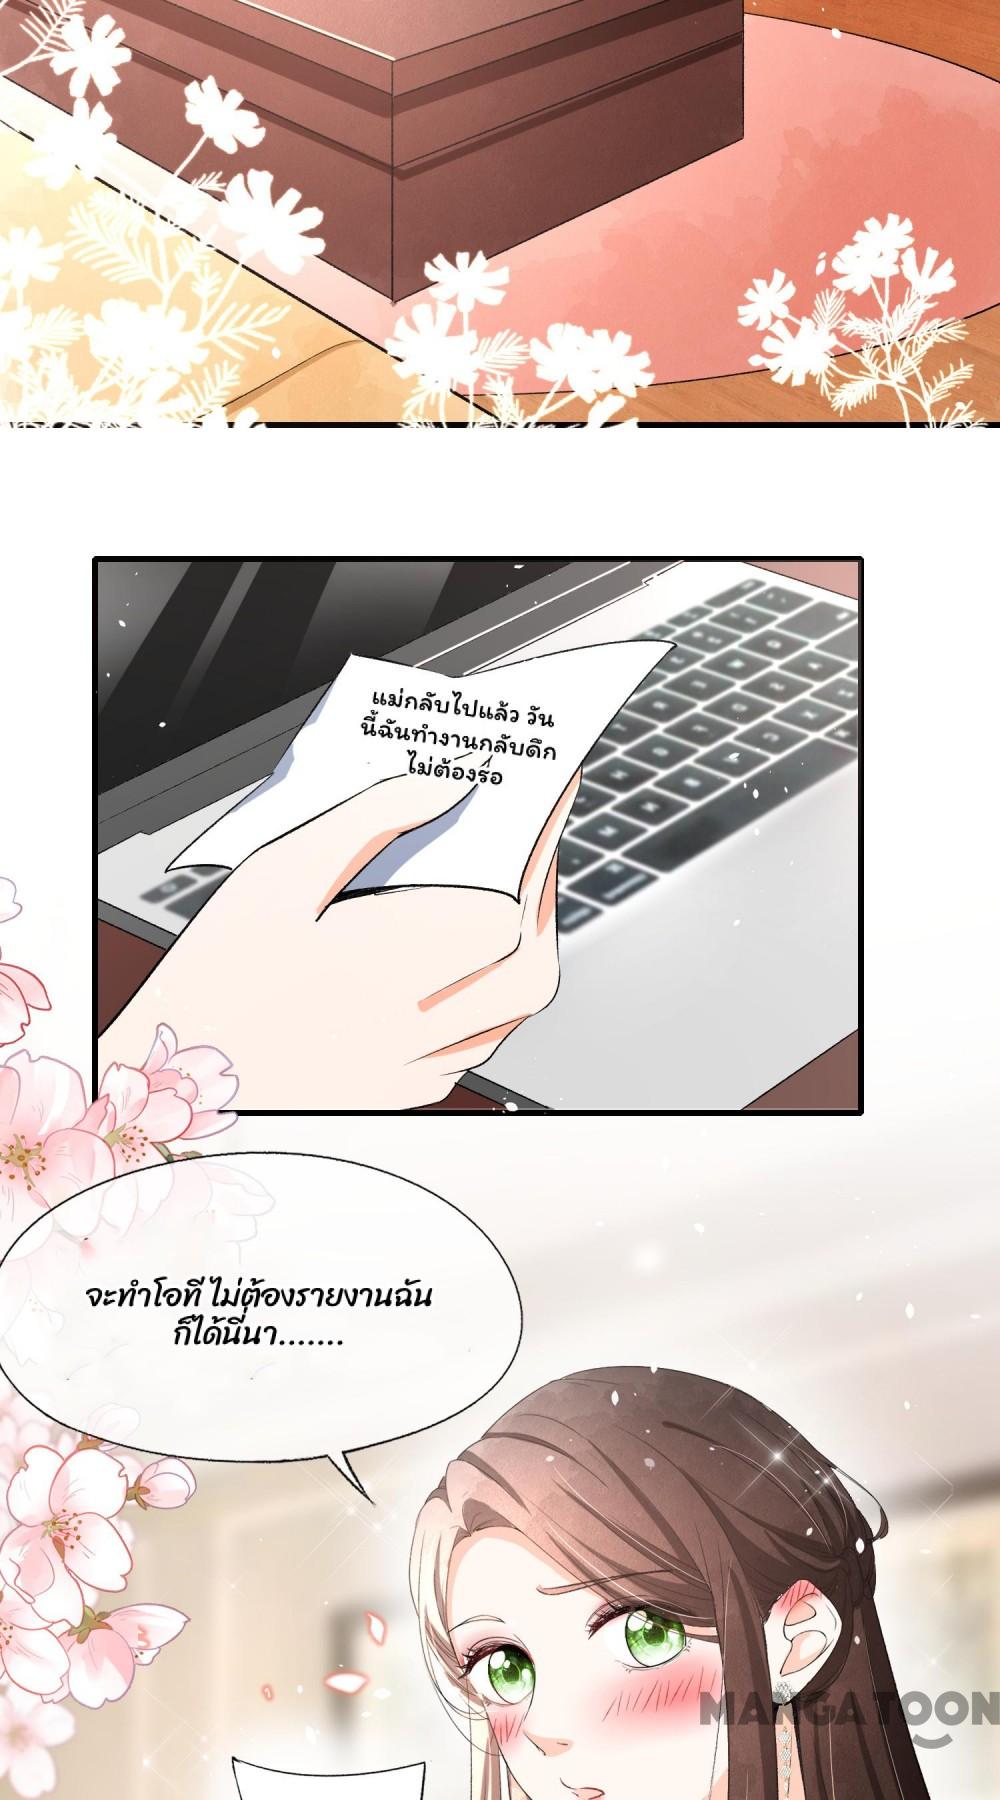 แม่กลับไปแล้ว วัน
นี้ฉันทำงานกลับดึก
ไม่ต้องรอ
จะทำโอที ไม่ต้องรายงานฉัน
ก็ได้นี่นา.......
MANGA TOON